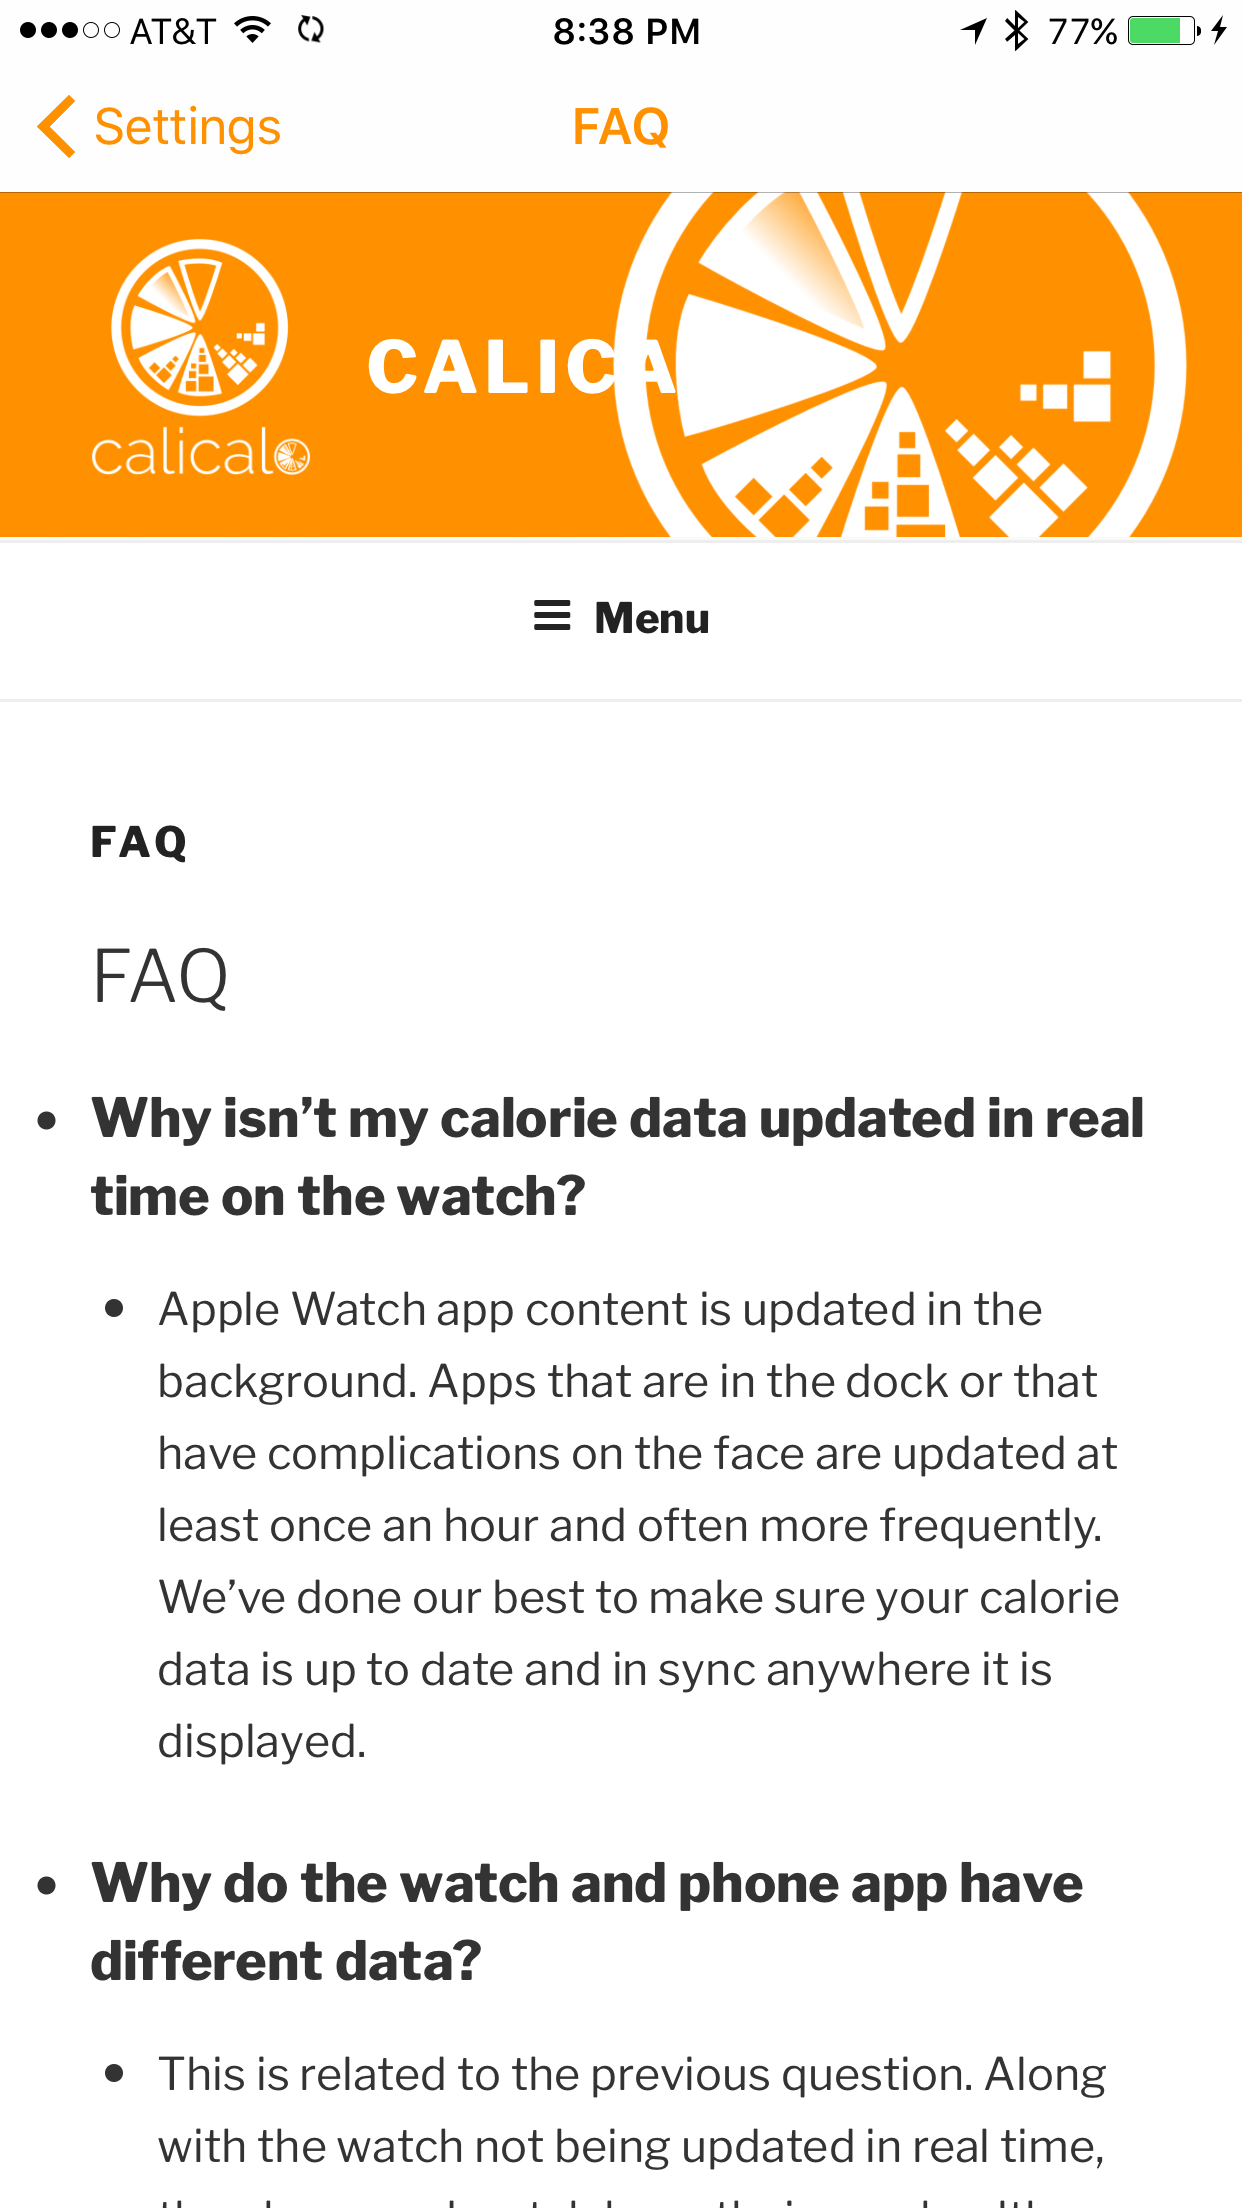 AT&T 8:38 PM 77%
Settings FAQ
CALICA
calicalo
Menu
FAQ
FAQ
• Why isn’t my calorie data updated in real
time on the watch?
• Apple Watch app content is updated in the
background. Apps that are in the dock or that
have complications on the face are updated at
least once an hour and often more frequently.
We’ve done our best to make sure your calorie
data is up to date and in sync anywhere it is
displayed.
• Why do the watch and phone app have
different data?
• This is related to the previous question. Along
with the watch not being updated in real time,